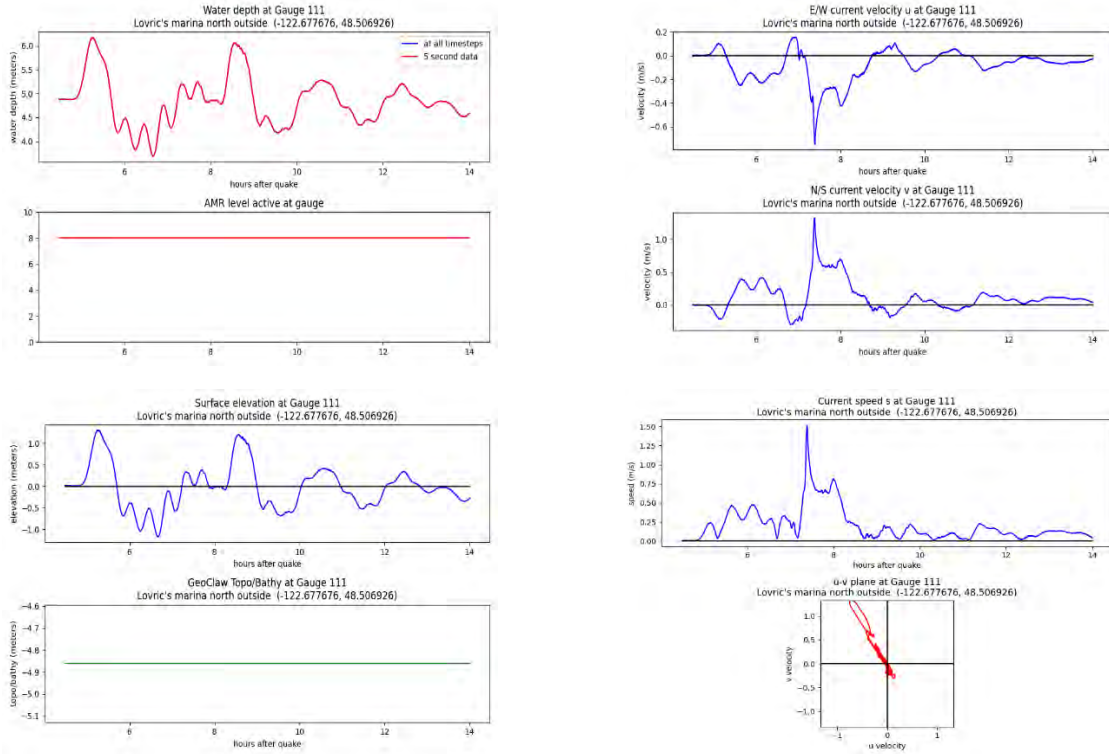 Water depth at Gauge 111
Lovric's marina north outside (-122.677676, 48.506926)
water depth (meters)
6.0
5.5
5.0
4.5
4.0
at all timesteps
5 second data
6 8 10 12 14
hours after quake
AMR level active at gauge
10
8
6
4
2
0
6 8 10 12 14
hours after quake
Surface elevation at Gauge 111
Lovric's marina north outside (-122.677676, 48.506926)
elevation (meters)
1.0
0.5
0.0
−0.5
−1.0
6 8 10 12 14
hours after quake
GeoClaw Topo/Bathy at Gauge 111
Lovric's marina north outside (-122.677676, 48.506926)
topo/bathy (meters)
−4.6
−4.7
−4.8
−4.9
−5.0
−5.1
6 8 10 12 14
hours after quake
E/W current velocity u at Gauge 111
Lovric's marina north outside (-122.677676, 48.506926)
velocity (m/s)
0.2
0.0
−0.2
−0.4
−0.6
6 8 10 12 14
hours after quake
N/S current velocity v at Gauge 111
Lovric's marina north outside (-122.677676, 48.506926)
velocity (m/s)
1.0
0.5
0.0
6 8 10 12 14
hours after quake
Current speed s at Gauge 111
Lovric's marina north outside (-122.677676, 48.506926)
speed (m/s)
1.50
1.25
1.00
0.75
0.50
0.25
0.00
6 8 10 12 14
hours after quake
u-v plane at Gauge 111
Lovric's marina north outside (-122.677676, 48.506926)
v velocity
1.0
0.5
0.0
−0.5
−1.0
−1 0 1
u velocity